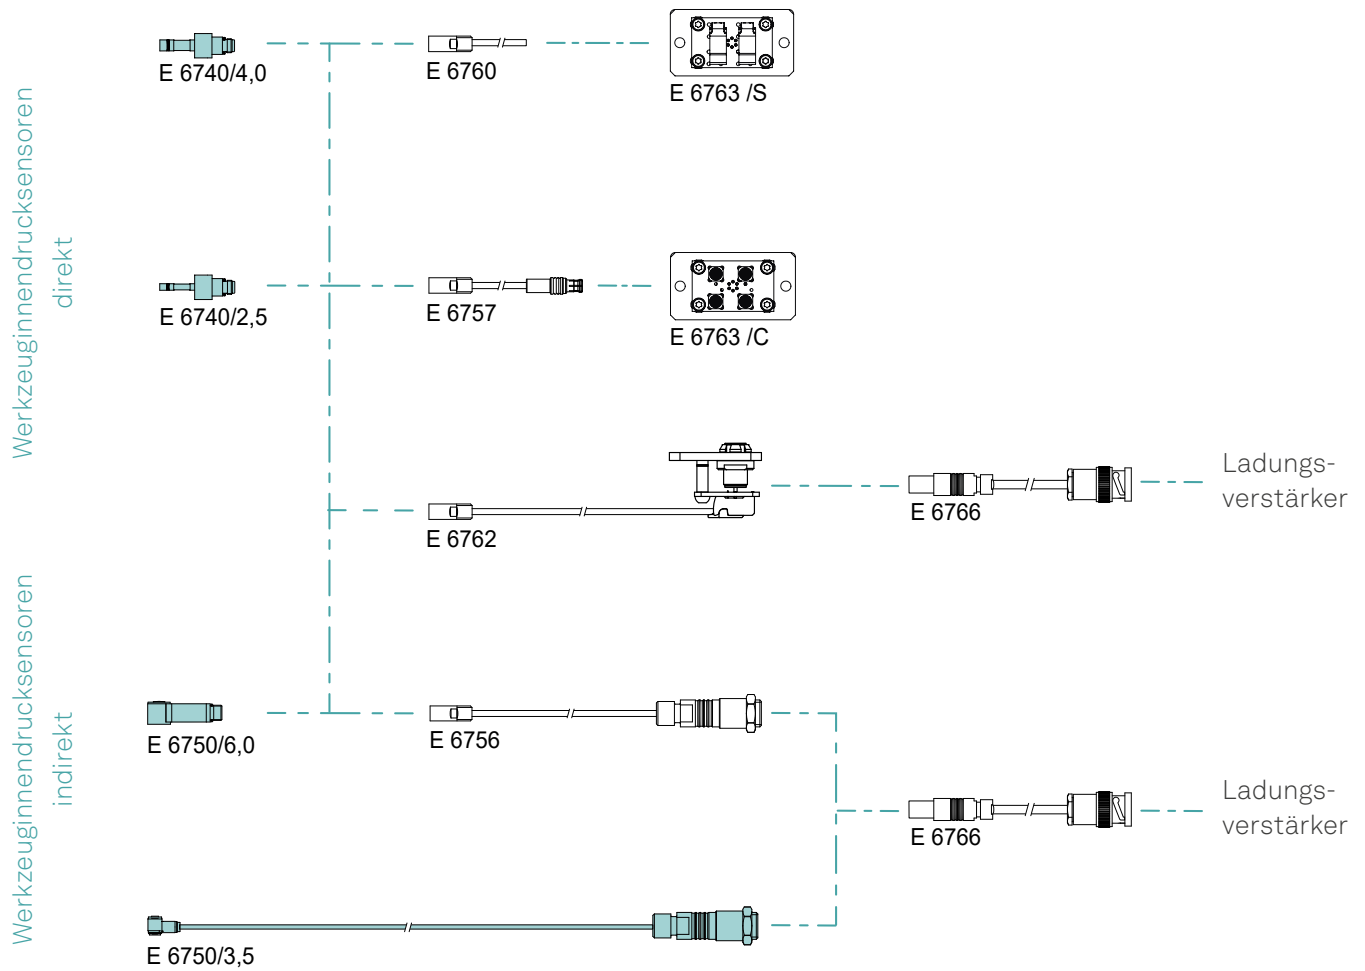 Werkzeuginnendrucksensoren
direkt
E 6740/4,0
E 6760
E 6763 /S
E 6740/2,5
E 6757
E 6763 /C
E 6762
E 6766
Ladungs-
verstärker
Werkzeuginnendrucksensoren
indirekt
E 6750/6,0
E 6756
E 6766
Ladungs-
verstärker
E 6750/3,5